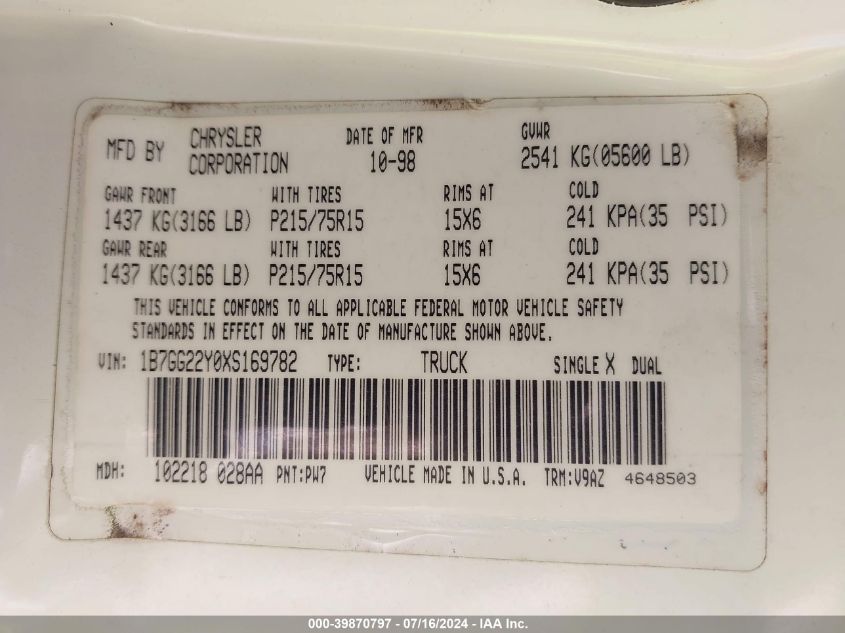 MFD BY CHRYSLER CORPORATION DATE OF MFR 10-98 GVWR 2541 KG(05600 LB)
GAWR FRONT WITH TIRES RIMS AT COLD
1437 KG(3166 LB) P215/75R15 15X6 241 KPA(35 PSI)
GAWR REAR WITH TIRES RIMS AT COLD
1437 KG(3166 LB) P215/75R15 15X6 241 KPA(35 PSI)
THIS VEHICLE CONFORMS TO ALL APPLICABLE FEDERAL MOTOR VEHICLE SAFETY
STANDARDS IN EFFECT ON THE DATE OF MANUFACTURE SHOWN ABOVE.
VIN: 1B7GG22Y0XS169782 TYPE: TRUCK SINGLE X DUAL
MDH: 102218 028AA PNT:PW7 VEHICLE MADE IN U.S.A. TRM:V9AZ 4648503
000-39870797 - 07/16/2024 - IAA Inc.